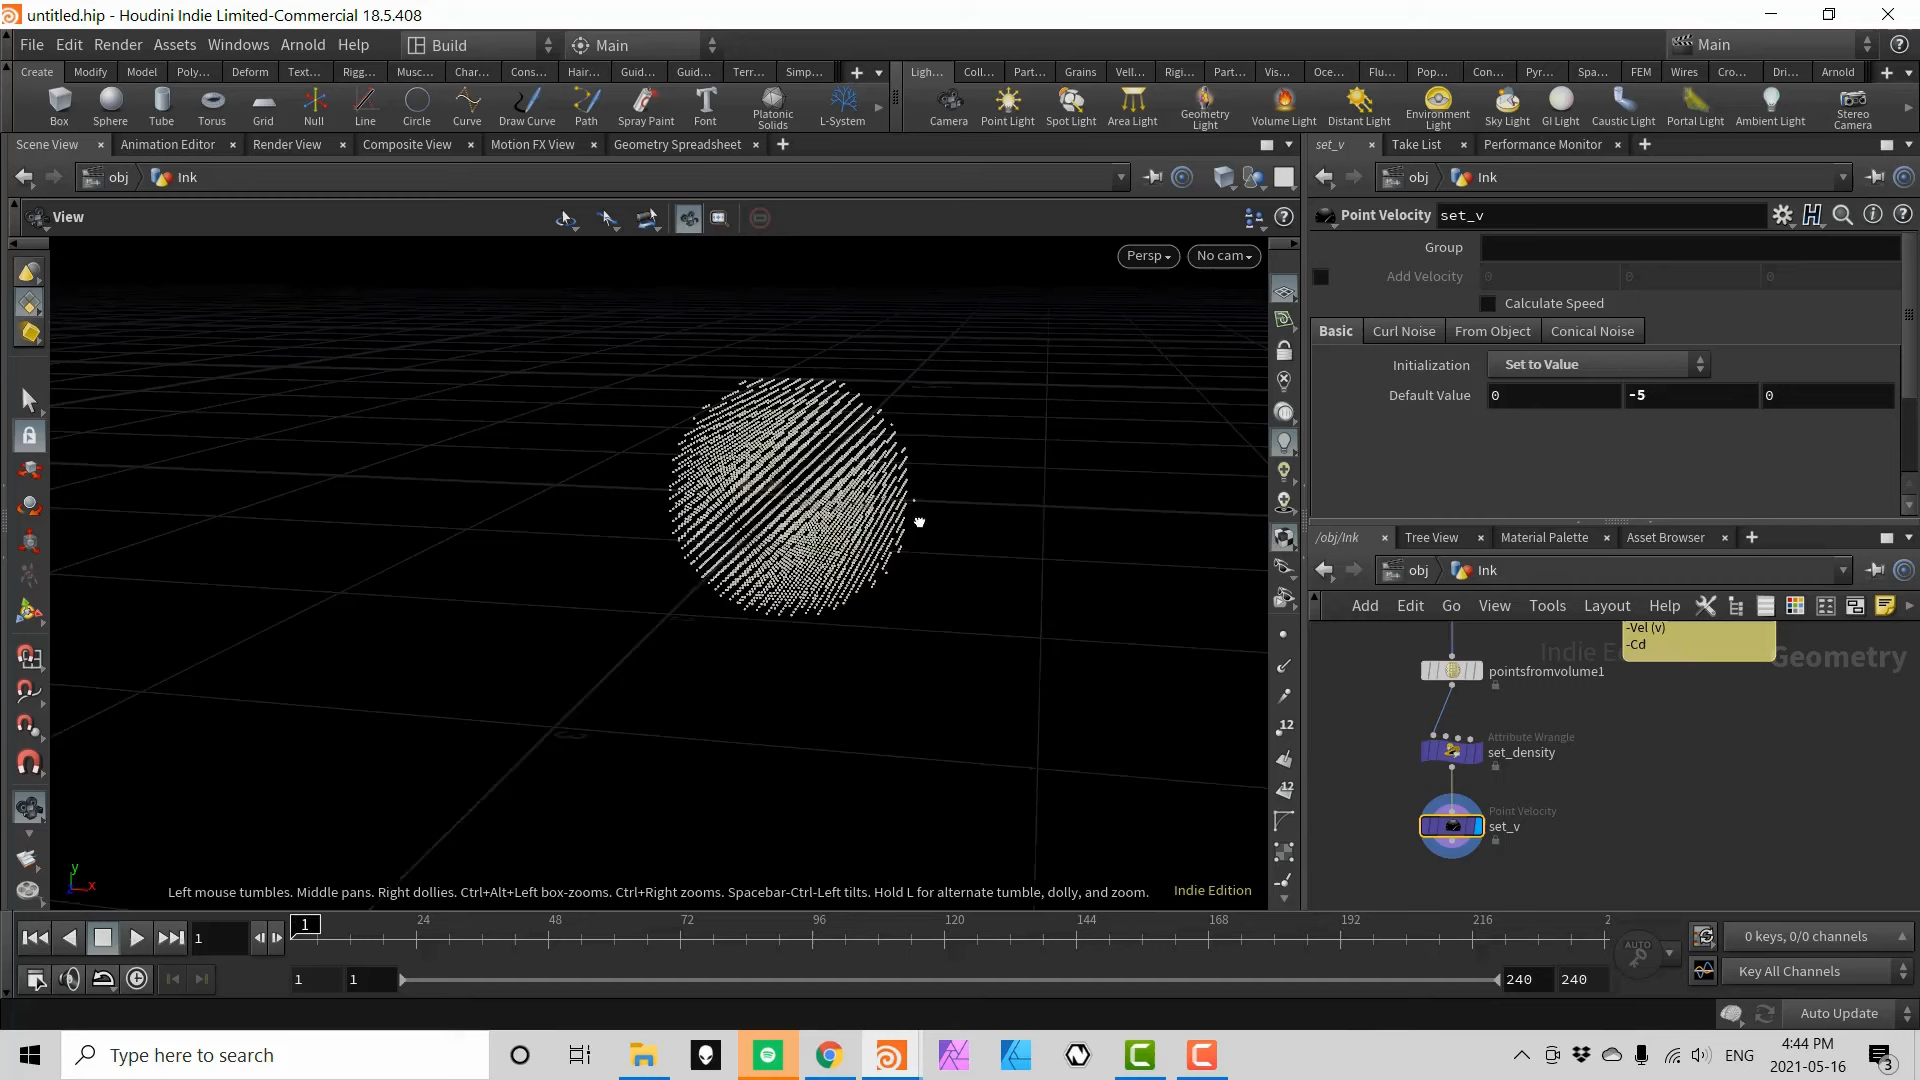 untitled.hip - Houdini Indie Limited-Commercial 18.5.408
File Edit Render Assets Windows Arnold Help Build Main Main
Create Modify Model Poly... Deform Text... Rigg... Musc... Char... Cons... Hair... Guid... Guid... Terr... Simp...
Ligh... Coll... Part... Grains Vell... Rigi... Part... Vis... Oce... Flu... Pop... Con... Pyr... Spa... FEM Wires Cro... Dri... Arnold
Box Sphere Tube Torus Grid Null Line Circle Curve Draw Curve Path Spray Paint Font Platonic Solids L-System
Camera Point Light Spot Light Area Light Geometry Light Volume Light Distant Light Environment Light Sky Light GI Light Caustic Light Portal Light Ambient Light Stereo Camera
Scene View Animation Editor Render View Composite View Motion FX View Geometry Spreadsheet
set_v Take List Performance Monitor
obj Ink
obj Ink
View
Persp No cam
Point Velocity set_v
Group
Add Velocity 0 0 0
Calculate Speed
Basic Curl Noise From Object Conical Noise
Initialization Set to Value
Default Value 0 -5 0
/obj/Ink Tree View Material Palette Asset Browser
obj Ink
Add Edit Go View Tools Layout Help
-Vel (v)
-Cd
Indie E
Geometry
pointsfromvolume1
Attribute Wrangle
set_density
Point Velocity
set_v
12
12
y
x
Left mouse tumbles. Middle pans. Right dollies. Ctrl+Alt+Left box-zooms. Ctrl+Right zooms. Spacebar-Ctrl-Left tilts. Hold L for alternate tumble, dolly, and zoom.
Indie Edition
1 1 24 48 72 96 120 144 168 192 216 2
AUTO
0 keys, 0/0 channels
1 1 240 240
Key All Channels
Auto Update
Type here to search
ENG
4:44 PM
2021-05-16
3